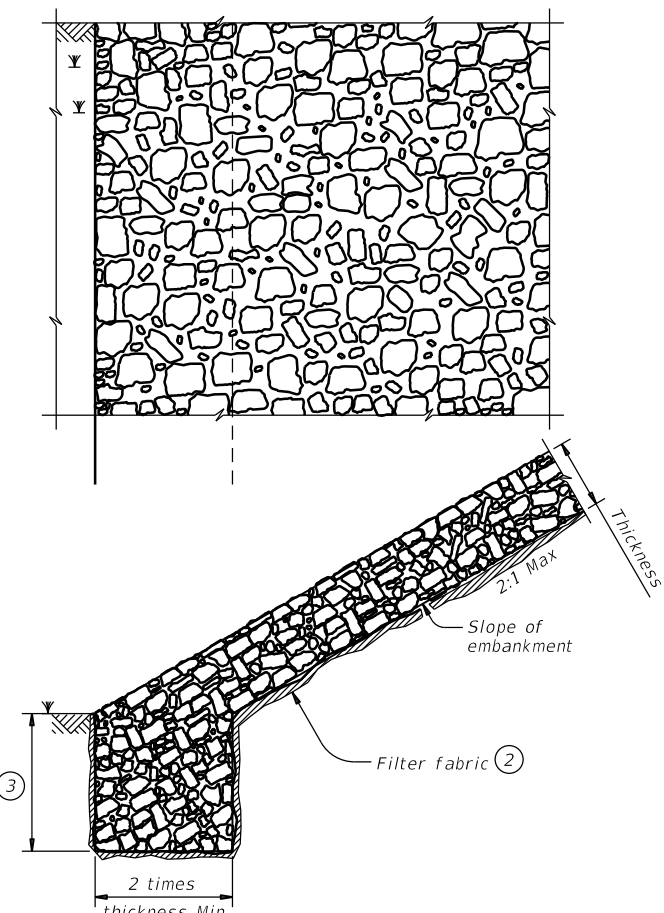 Thickness
2:1 Max
Slope of
embankment
Filter fabric 2
3
2 times
thickness Min